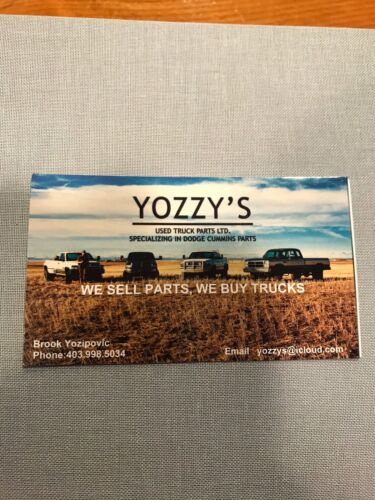 YOZZY'S
USED TRUCK PARTS LTD.
SPECIALIZING IN DODGE CUMMINS PARTS
WE SELL PARTS, WE BUY TRUCKS
Brook Yozipovic
Phone:403.998.5034
Email : yozzys@icloud.com